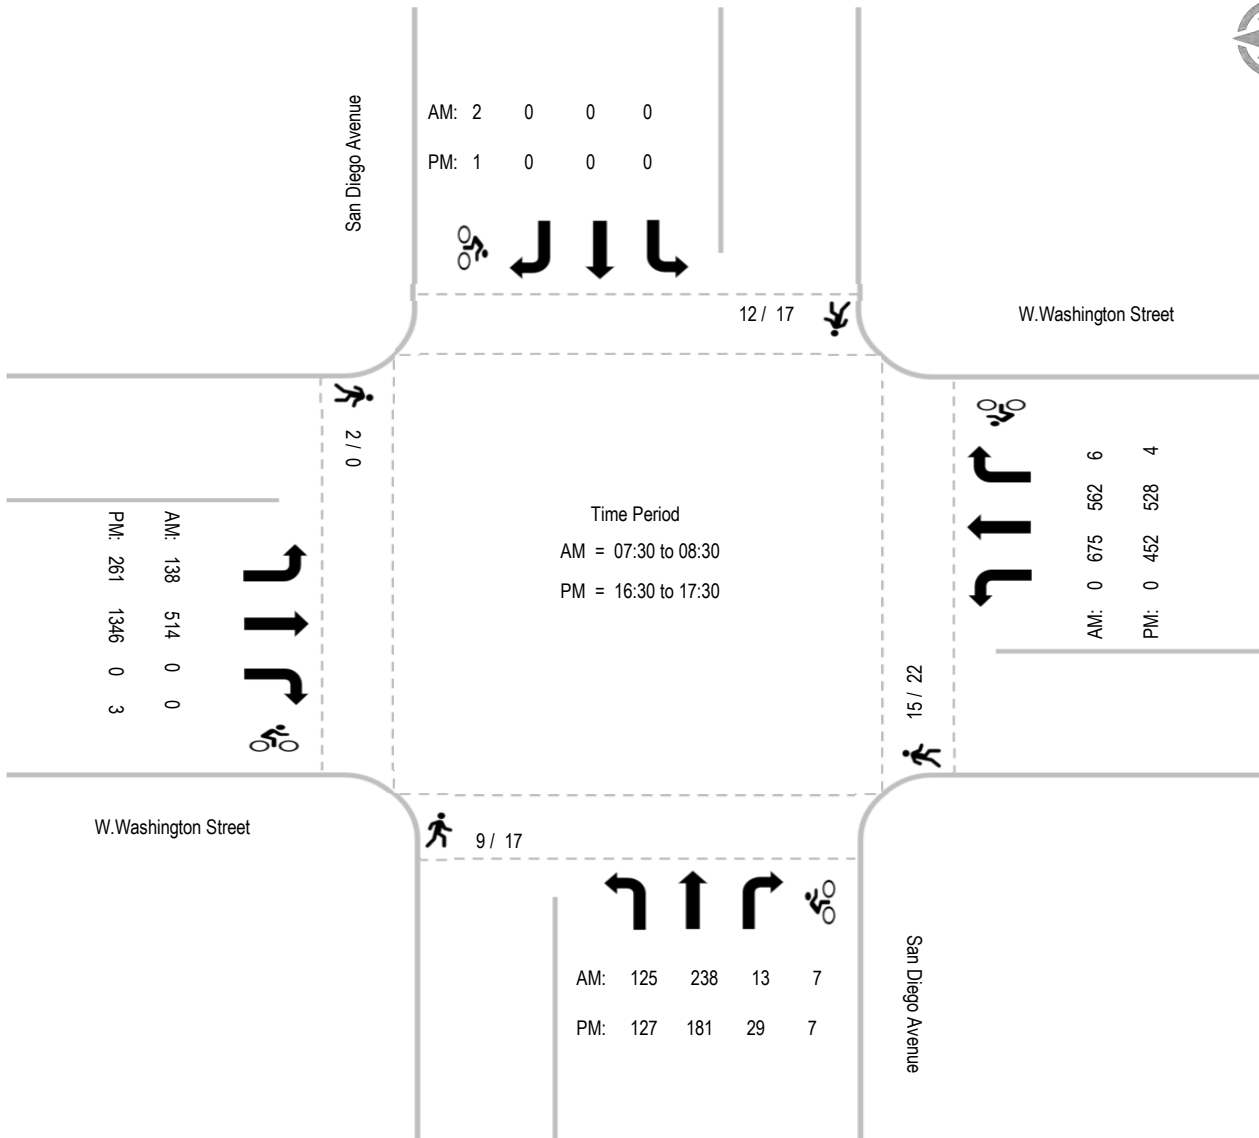 San Diego Avenue
AM: 2 0 0 0
PM: 1 0 0 0
12 / 17
W.Washington Street
2 / 0
AM: 0 675 562 6
PM: 0 452 528 4
Time Period
AM = 07:30 to 08:30
PM = 16:30 to 17:30
AM: 138 514 0 0
PM: 261 1346 0 3
15 / 22
W.Washington Street
9 / 17
AM: 125 238 13 7
PM: 127 181 29 7
San Diego Avenue